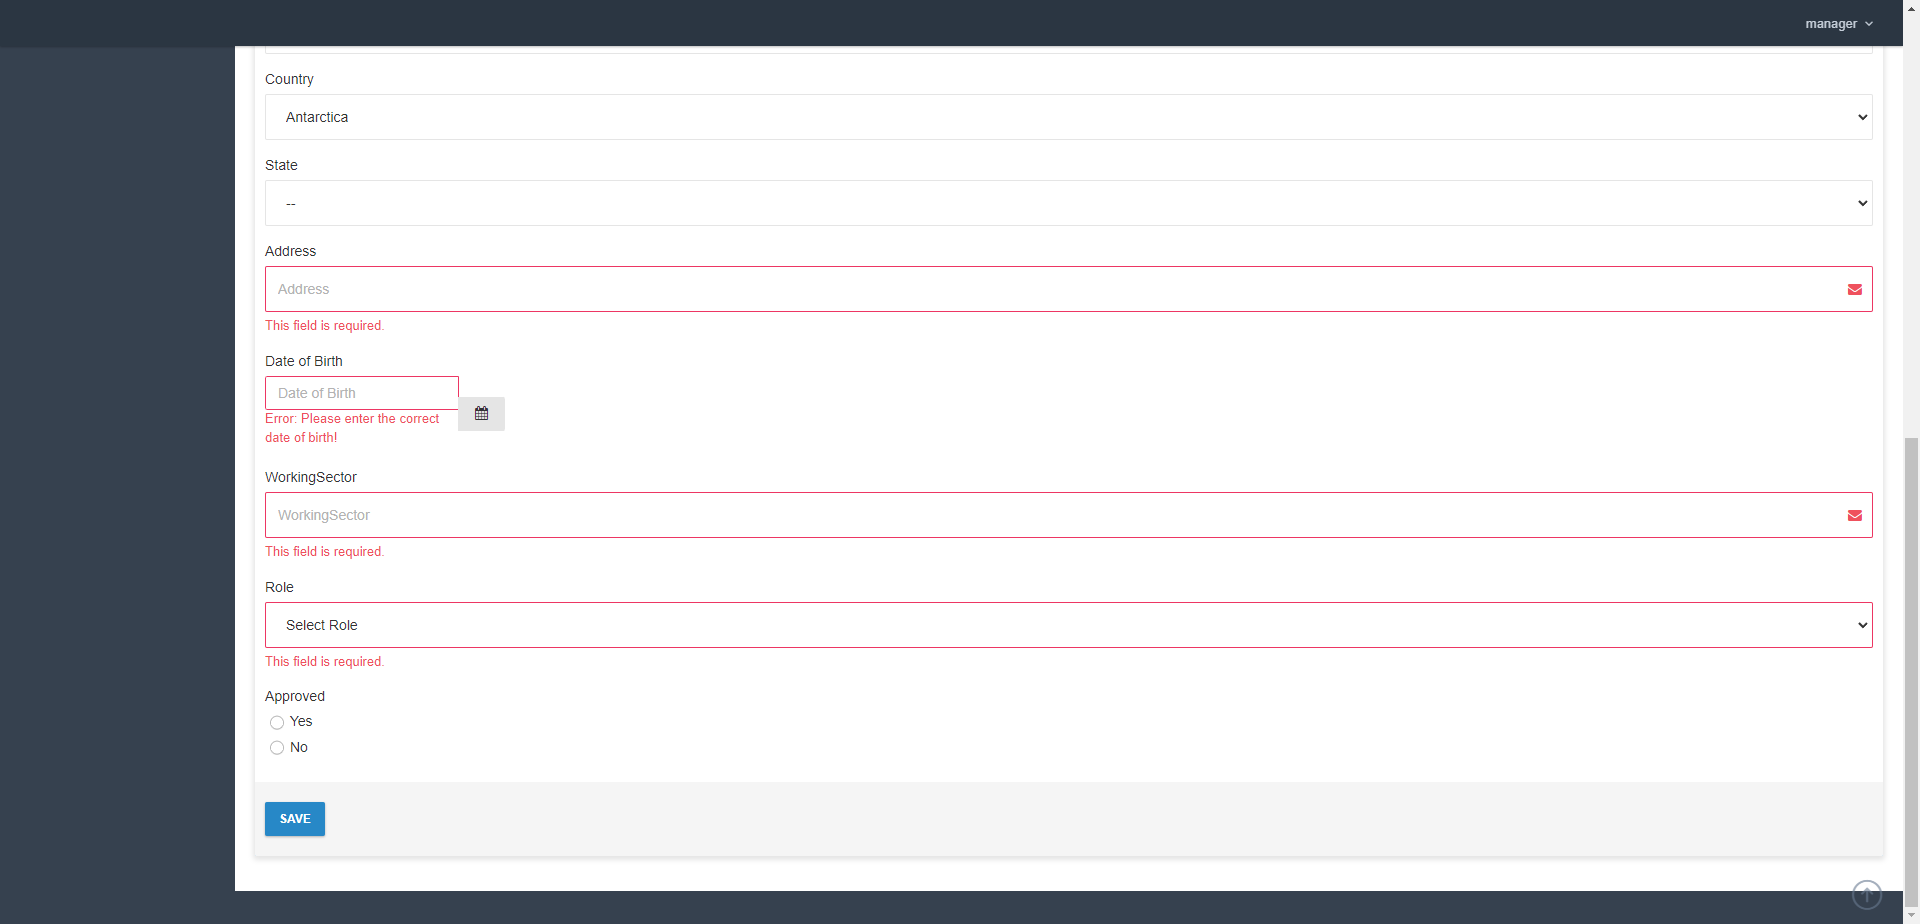 manager
Country
Antarctica
State
--
Address
Address
This field is required.
Date of Birth
Date of Birth
Error: Please enter the correct
date of birth!
WorkingSector
WorkingSector
This field is required.
Role
Select Role
This field is required.
Approved
Yes
No
SAVE